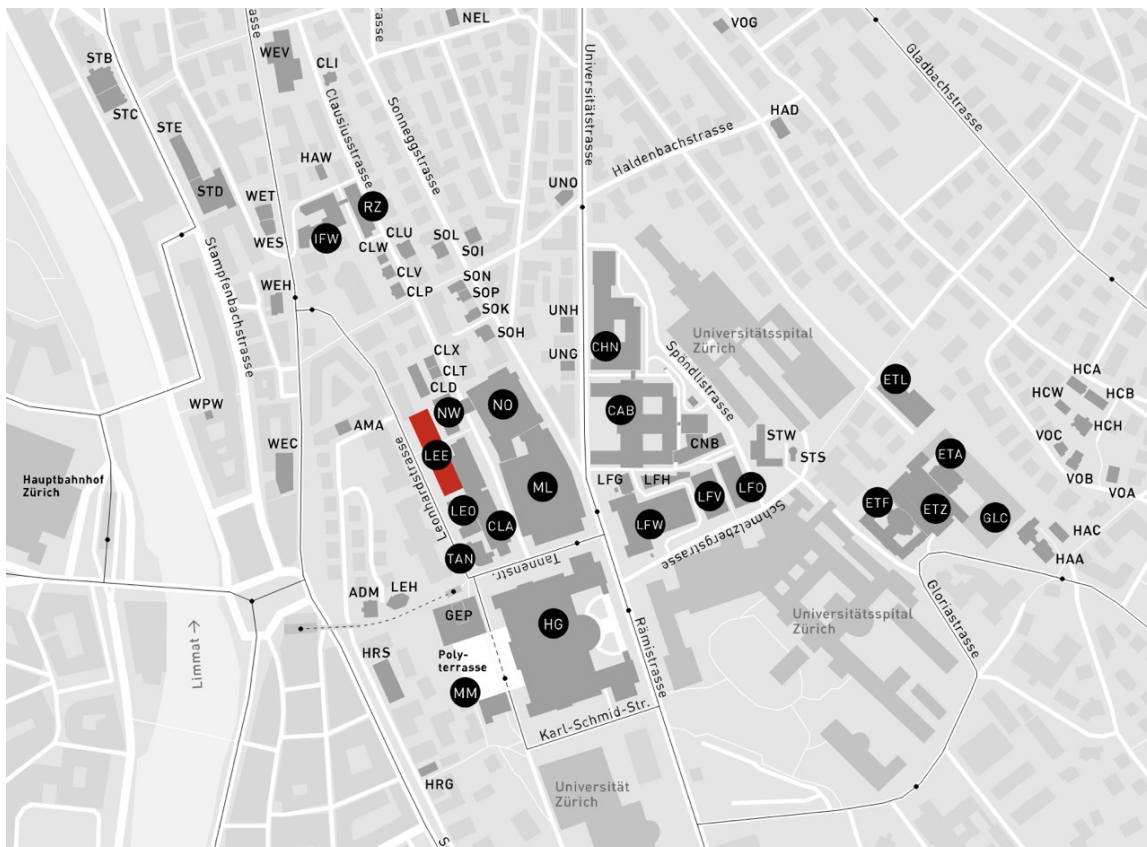 NEL
VOG
STB
WEV
CLI
STC
STE
HAW
HAD
Universitätstrasse
Gladbachstrasse
Clausiusstrasse
Sonneggstrasse
Haldenbachstrasse
STD
WET
WES
RZ
IFW
UNO
CLU
CLW
SOL
SOI
CLV
CLP
SON
SOP
SOK
SOH
WEH
Stampfenbachstrasse
UNH
UNG
CHN
Universitätsspital
Zürich
Spöndlistrasse
CLX
CLT
CLD
NW
NO
CAB
ETL
HCA
HCW
HCB
HCH
WPW
AMA
WEC
LEE
Leonhardstrasse
CNB
STW
STS
VOC
VOB
VOA
Hauptbahnhof
Zürich
ML
LEO
CLA
LFG
LFH
LFV
LFO
LFW
ETA
ETF
ETZ
GLC
HAC
HAA
TAN
Tannenstr.
Schmelzbergstrasse
ADM
LEH
GEP
HG
Rämistrasse
Universitätsspital
Zürich
Gloriastrasse
Limmat →
HRS
Poly-
terrasse
MM
Karl-Schmid-Str.
HRG
Universität
Zürich